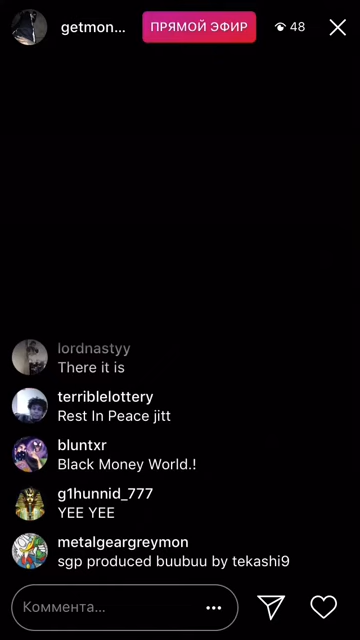 getmon...
ПРЯМОЙ ЭФИР
48
lordnastyy
There it is
terriblelottery
Rest In Peace jitt
bluntxr
Black Money World.!
g1hunnid_777
YEE YEE
metalgeargreymon
sgp produced buubuu by tekashi9
Коммента...